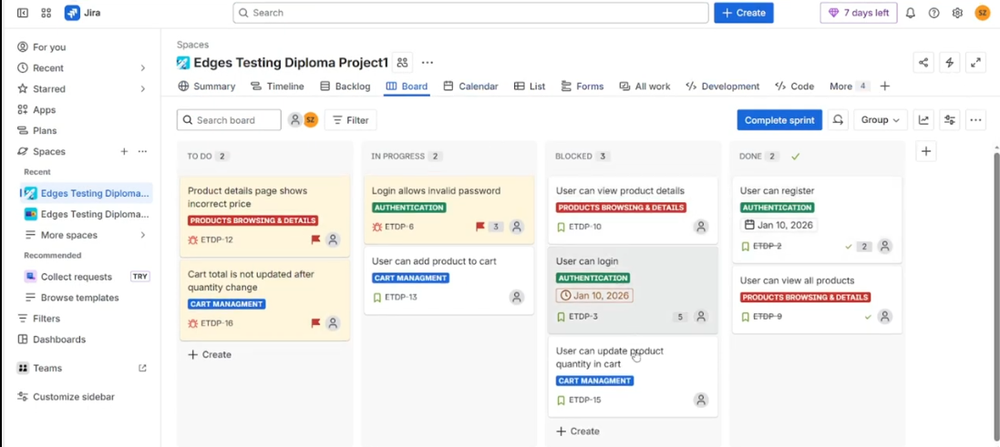 Jira
Search
+ Create
7 days left
SZ
For you
Recent
Starred
Apps
Plans
Spaces
Recent
Edges Testing Diploma...
Edges Testing Diploma...
More spaces
Recommended
Collect requests TRY
Browse templates
Filters
Dashboards
Teams
Customize sidebar
Spaces
Edges Testing Diploma Project1
Summary Timeline Backlog Board Calendar List Forms All work Development Code More 4
Search board SZ Filter
Complete sprint Group
TO DO 2
Product details page shows
incorrect price
PRODUCTS BROWSING & DETAILS
ETDP-12
Cart total is not updated after
quantity change
CART MANAGMENT
ETDP-16
+ Create
IN PROGRESS 2
Login allows invalid password
AUTHENTICATION
ETDP-6 3
User can add product to cart
CART MANAGMENT
ETDP-13
BLOCKED 3
User can view product details
PRODUCTS BROWSING & DETAILS
ETDP-10
User can login
AUTHENTICATION
Jan 10, 2026
ETDP-3 5
User can update product
quantity in cart
CART MANAGMENT
ETDP-15
+ Create
DONE 2
User can register
AUTHENTICATION
Jan 10, 2026
ETDP-2 2
User can view all products
PRODUCTS BROWSING & DETAILS
ETDP-9